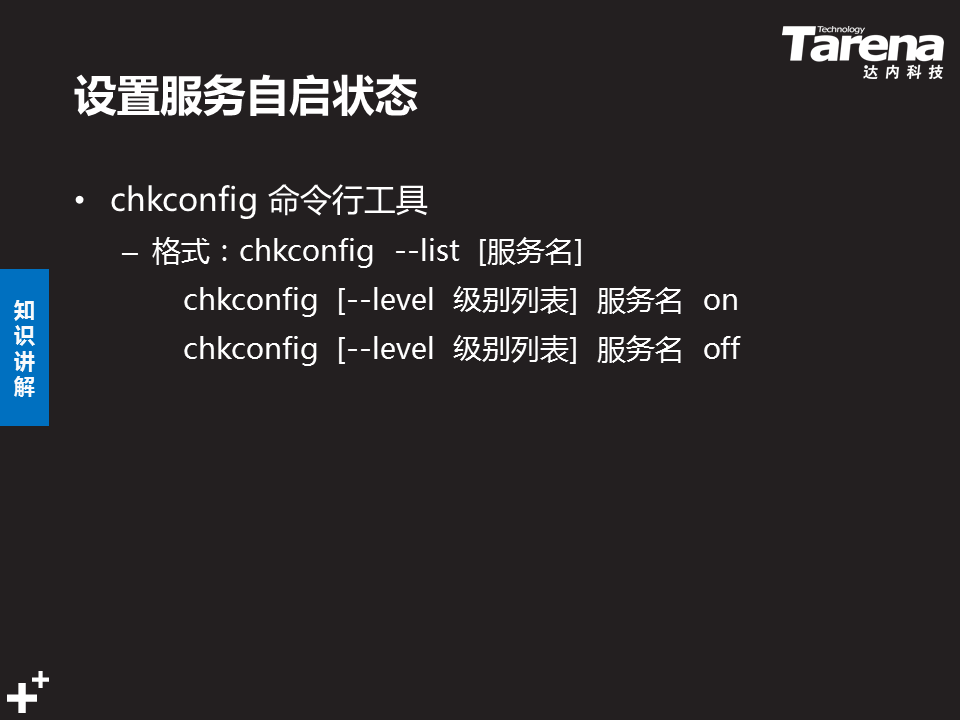 Technology
Tarena
达内科技
设置服务自启状态
• chkconfig 命令行工具
– 格式：chkconfig --list [服务名]
chkconfig [--level 级别列表] 服务名 on
chkconfig [--level 级别列表] 服务名 off
知
识
讲
解